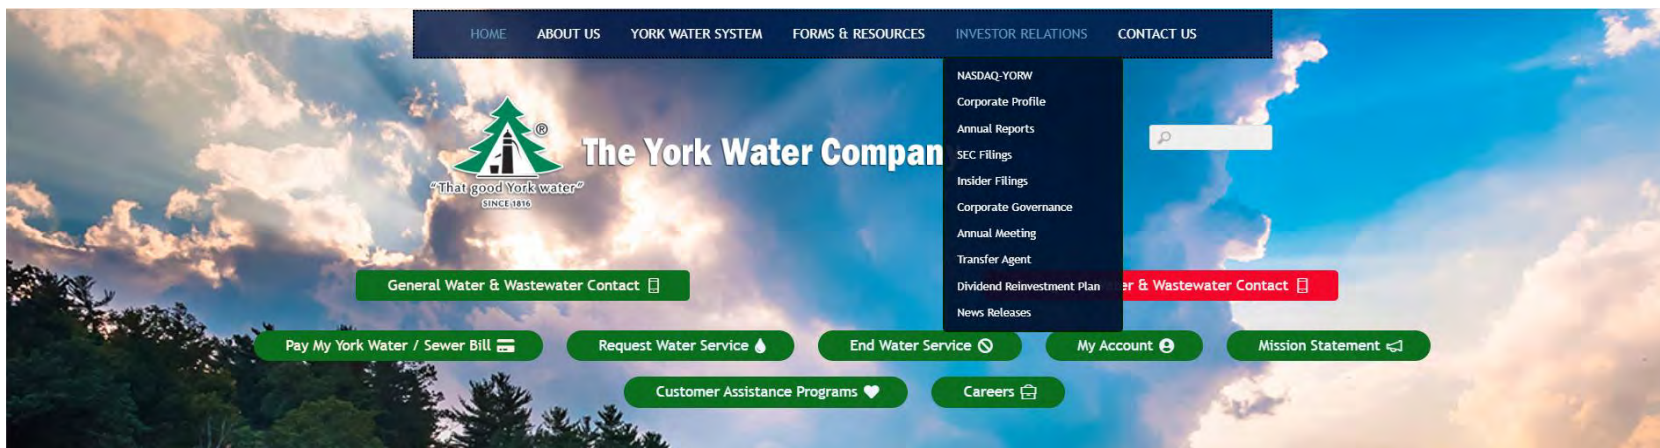 HOME ABOUT US YORK WATER SYSTEM FORMS & RESOURCES INVESTOR RELATIONS CONTACT US
NASDAQ-YORW
Corporate Profile
Annual Reports
SEC Filings
Insider Filings
Corporate Governance
Annual Meeting
Transfer Agent
Dividend Reinvestment Plan
News Releases
®
"That good York water"
SINCE 1816
The York Water Compan
General Water & Wastewater Contact
& Wastewater Contact
Pay My York Water / Sewer Bill Request Water Service End Water Service My Account Mission Statement
Customer Assistance Programs Careers